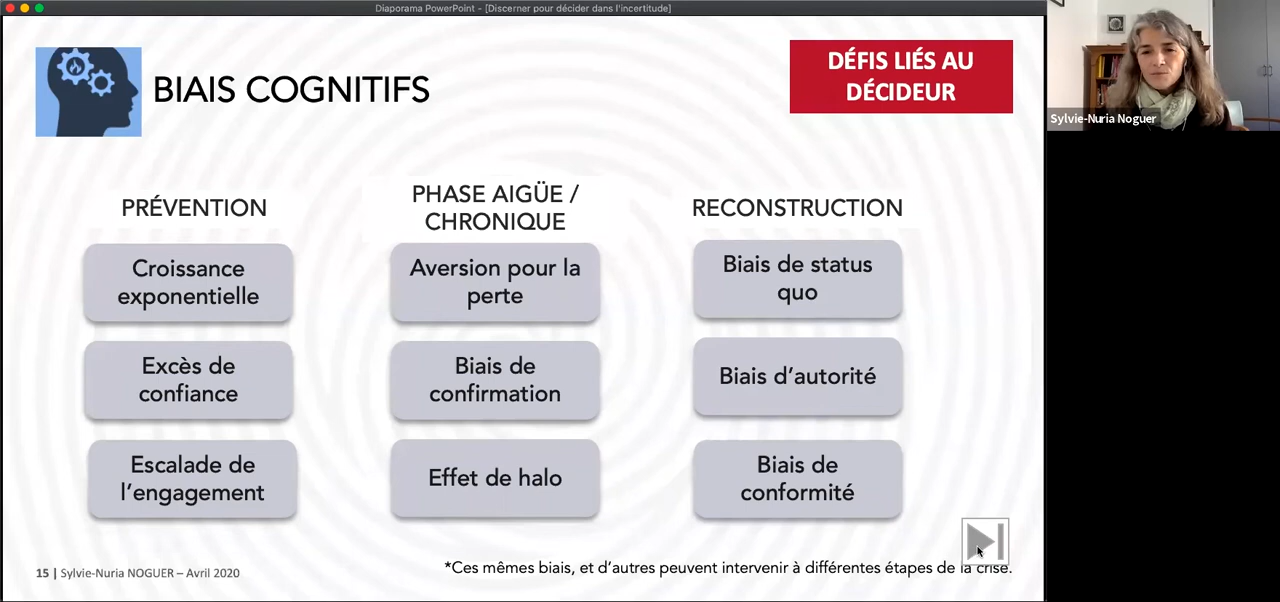 Diaporama PowerPoint - [Discerner pour décider dans l'incertitude]
BIAIS COGNITIFS
DÉFIS LIÉS AU
DÉCIDEUR
Sylvie-Nuria Noguer
PRÉVENTION
PHASE AIGÜE /
CHRONIQUE
RECONSTRUCTION
Croissance
exponentielle
Aversion pour la
perte
Biais de status
quo
Excès de
confiance
Biais de
confirmation
Biais d'autorité
Escalade de
l'engagement
Effet de halo
Biais de
conformité
*Ces mêmes biais, et d'autres peuvent intervenir à différentes étapes de la crise.
15 | Sylvie-Nuria NOGUER – Avril 2020